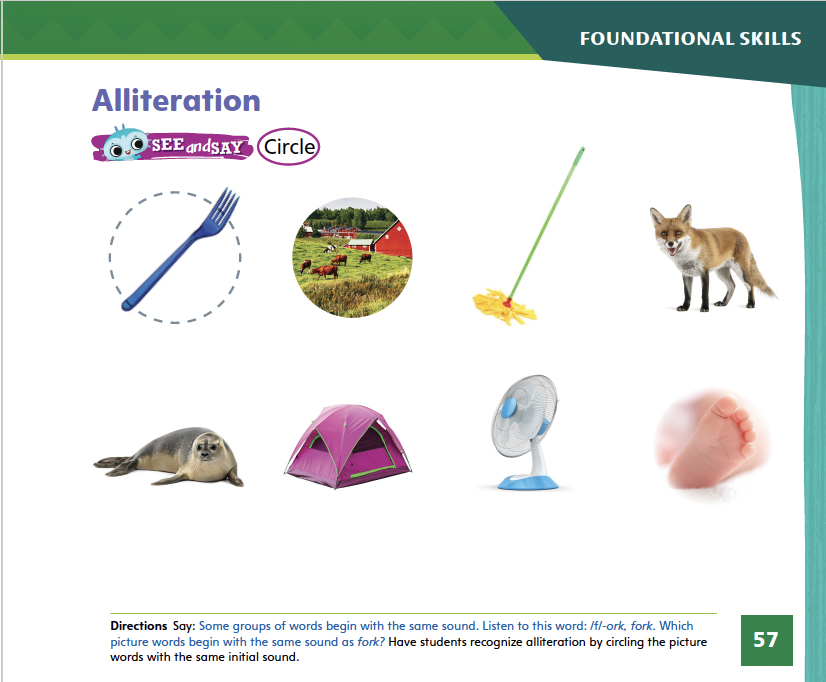 FOUNDATIONAL SKILLS
Alliteration
SEE and SAY Circle
Directions Say: Some groups of words begin with the same sound. Listen to this word: /f/-ork, fork. Which
picture words begin with the same sound as fork? Have students recognize alliteration by circling the picture
words with the same initial sound.
57